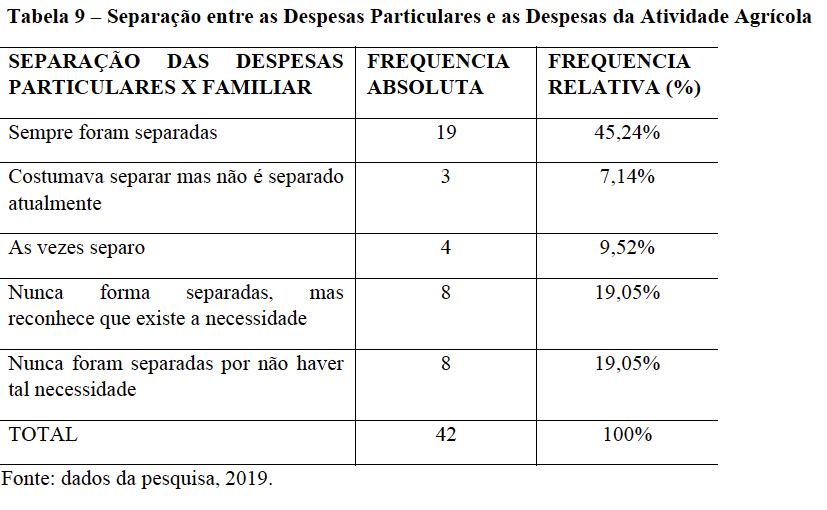 Tabela 9 – Separação entre as Despesas Particulares e as Despesas da Atividade Agrícola
SEPARAÇÃO DAS DESPESAS PARTICULARES X FAMILIAR FREQUENCIA ABSOLUTA FREQUENCIA RELATIVA (%)
Sempre foram separadas 19 45,24%
Costumava separar mas não é separado atualmente 3 7,14%
As vezes separo 4 9,52%
Nunca forma separadas, mas reconhece que existe a necessidade 8 19,05%
Nunca foram separadas por não haver tal necessidade 8 19,05%
TOTAL 42 100%
Fonte: dados da pesquisa, 2019.